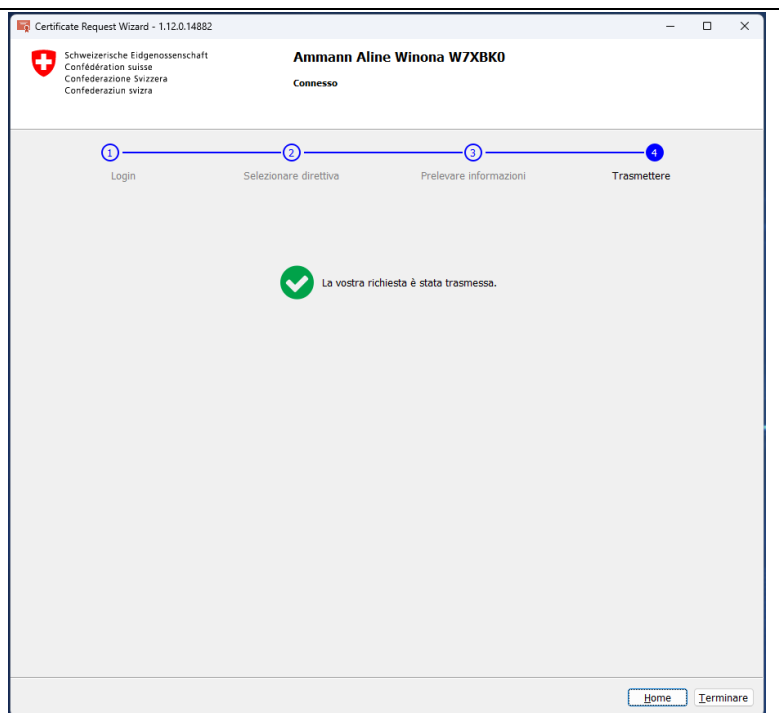 Certificate Request Wizard - 1.12.0.14882
Schweizerische Eidgenossenschaft
Confédération suisse
Confederazione Svizzera
Confederaziun svizra
Ammann Aline Winona W7XBK0
Connesso
1
2
3
4
Login
Selezionare direttiva
Prelevare informazioni
Trasmettere
La vostra richiesta è stata trasmessa.
Home
Terminare